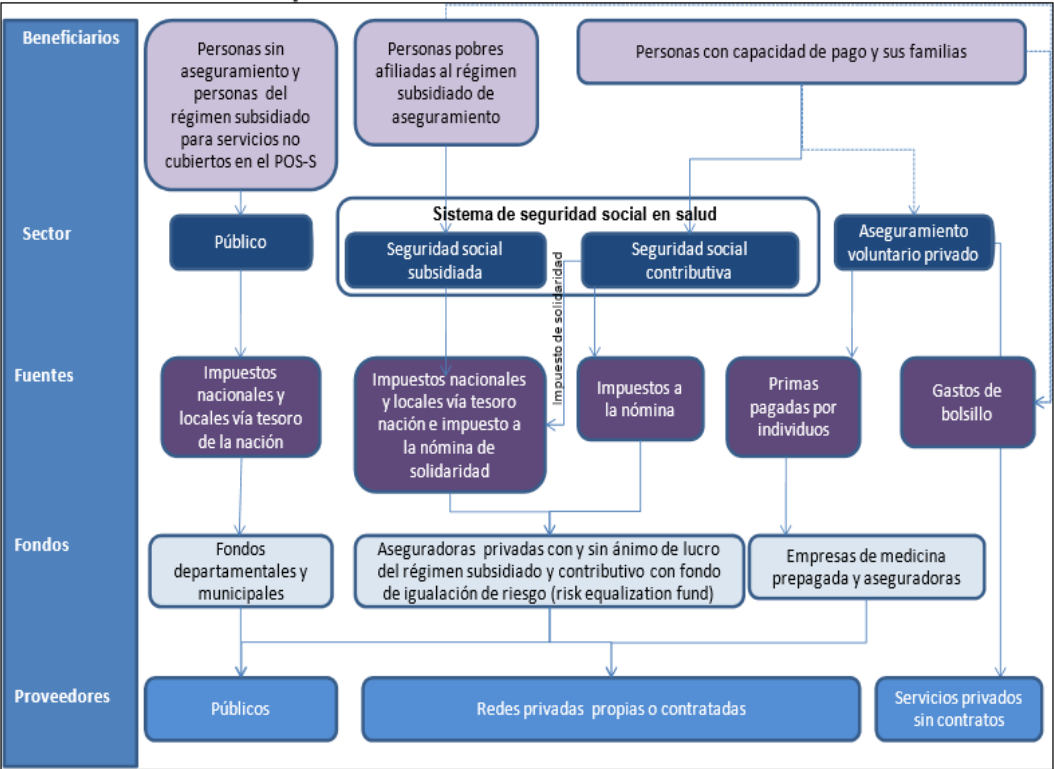 Beneficiarios
Personas sin
aseguramiento y
personas del
régimen subsidiado
para servicios no
cubiertos en el POS-S
Personas pobres
afiliadas al régimen
subsidiado de
aseguramiento
Personas con capacidad de pago y sus familias
Sector
Público
Sistema de seguridad social en salud
Seguridad social
subsidiada
Seguridad social
contributiva
Aseguramiento
voluntario privado
Impuesto de solidaridad
Fuentes
Impuestos
nacionales y
locales vía tesoro
de la nación
Impuestos nacionales
y locales vía tesoro
nación e impuesto a
la nómina de
solidaridad
Impuestos a
la nómina
Primas
pagadas por
individuos
Gastos de
bolsillo
Fondos
Fondos
departamentales y
municipales
Aseguradoras privadas con y sin ánimo de lucro
del régimen subsidiado y contributivo con fondo
de igualación de riesgo (risk equalization fund)
Empresas de medicina
prepagada y aseguradoras
Proveedores
Públicos
Redes privadas propias o contratadas
Servicios privados
sin contratos